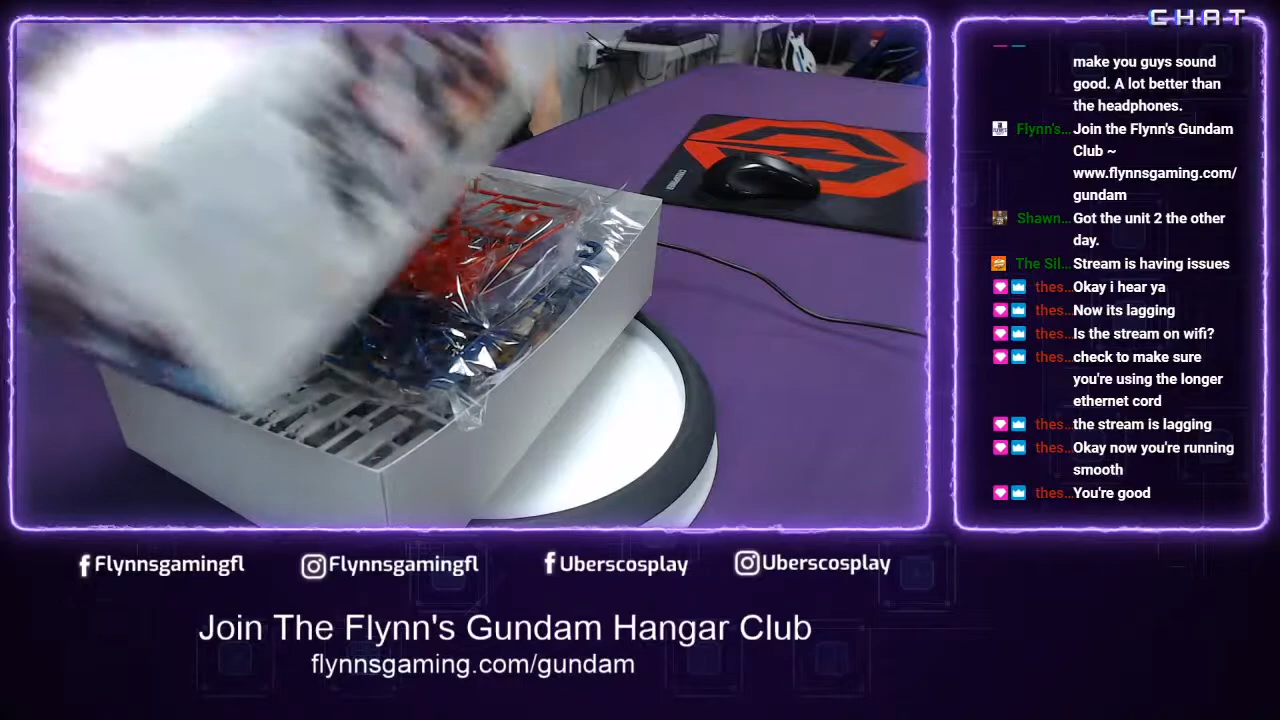 CHAT
make you guys sound
good. A lot better than
the headphones.
Flynn's... Join the Flynn's Gundam
Club ~
www.flynnsgaming.com/
gundam
Shawn... Got the unit 2 the other
day.
The Sil... Stream is having issues
thes... Okay i hear ya
thes... Now its lagging
thes... Is the stream on wifi?
thes... check to make sure
you're using the longer
ethernet cord
thes... the stream is lagging
thes... Okay now you're running
smooth
thes... You're good
Flynnsgamingfl
Flynnsgamingfl
Uberscosplay
Uberscosplay
Join The Flynn's Gundam Hangar Club
flynnsgaming.com/gundam